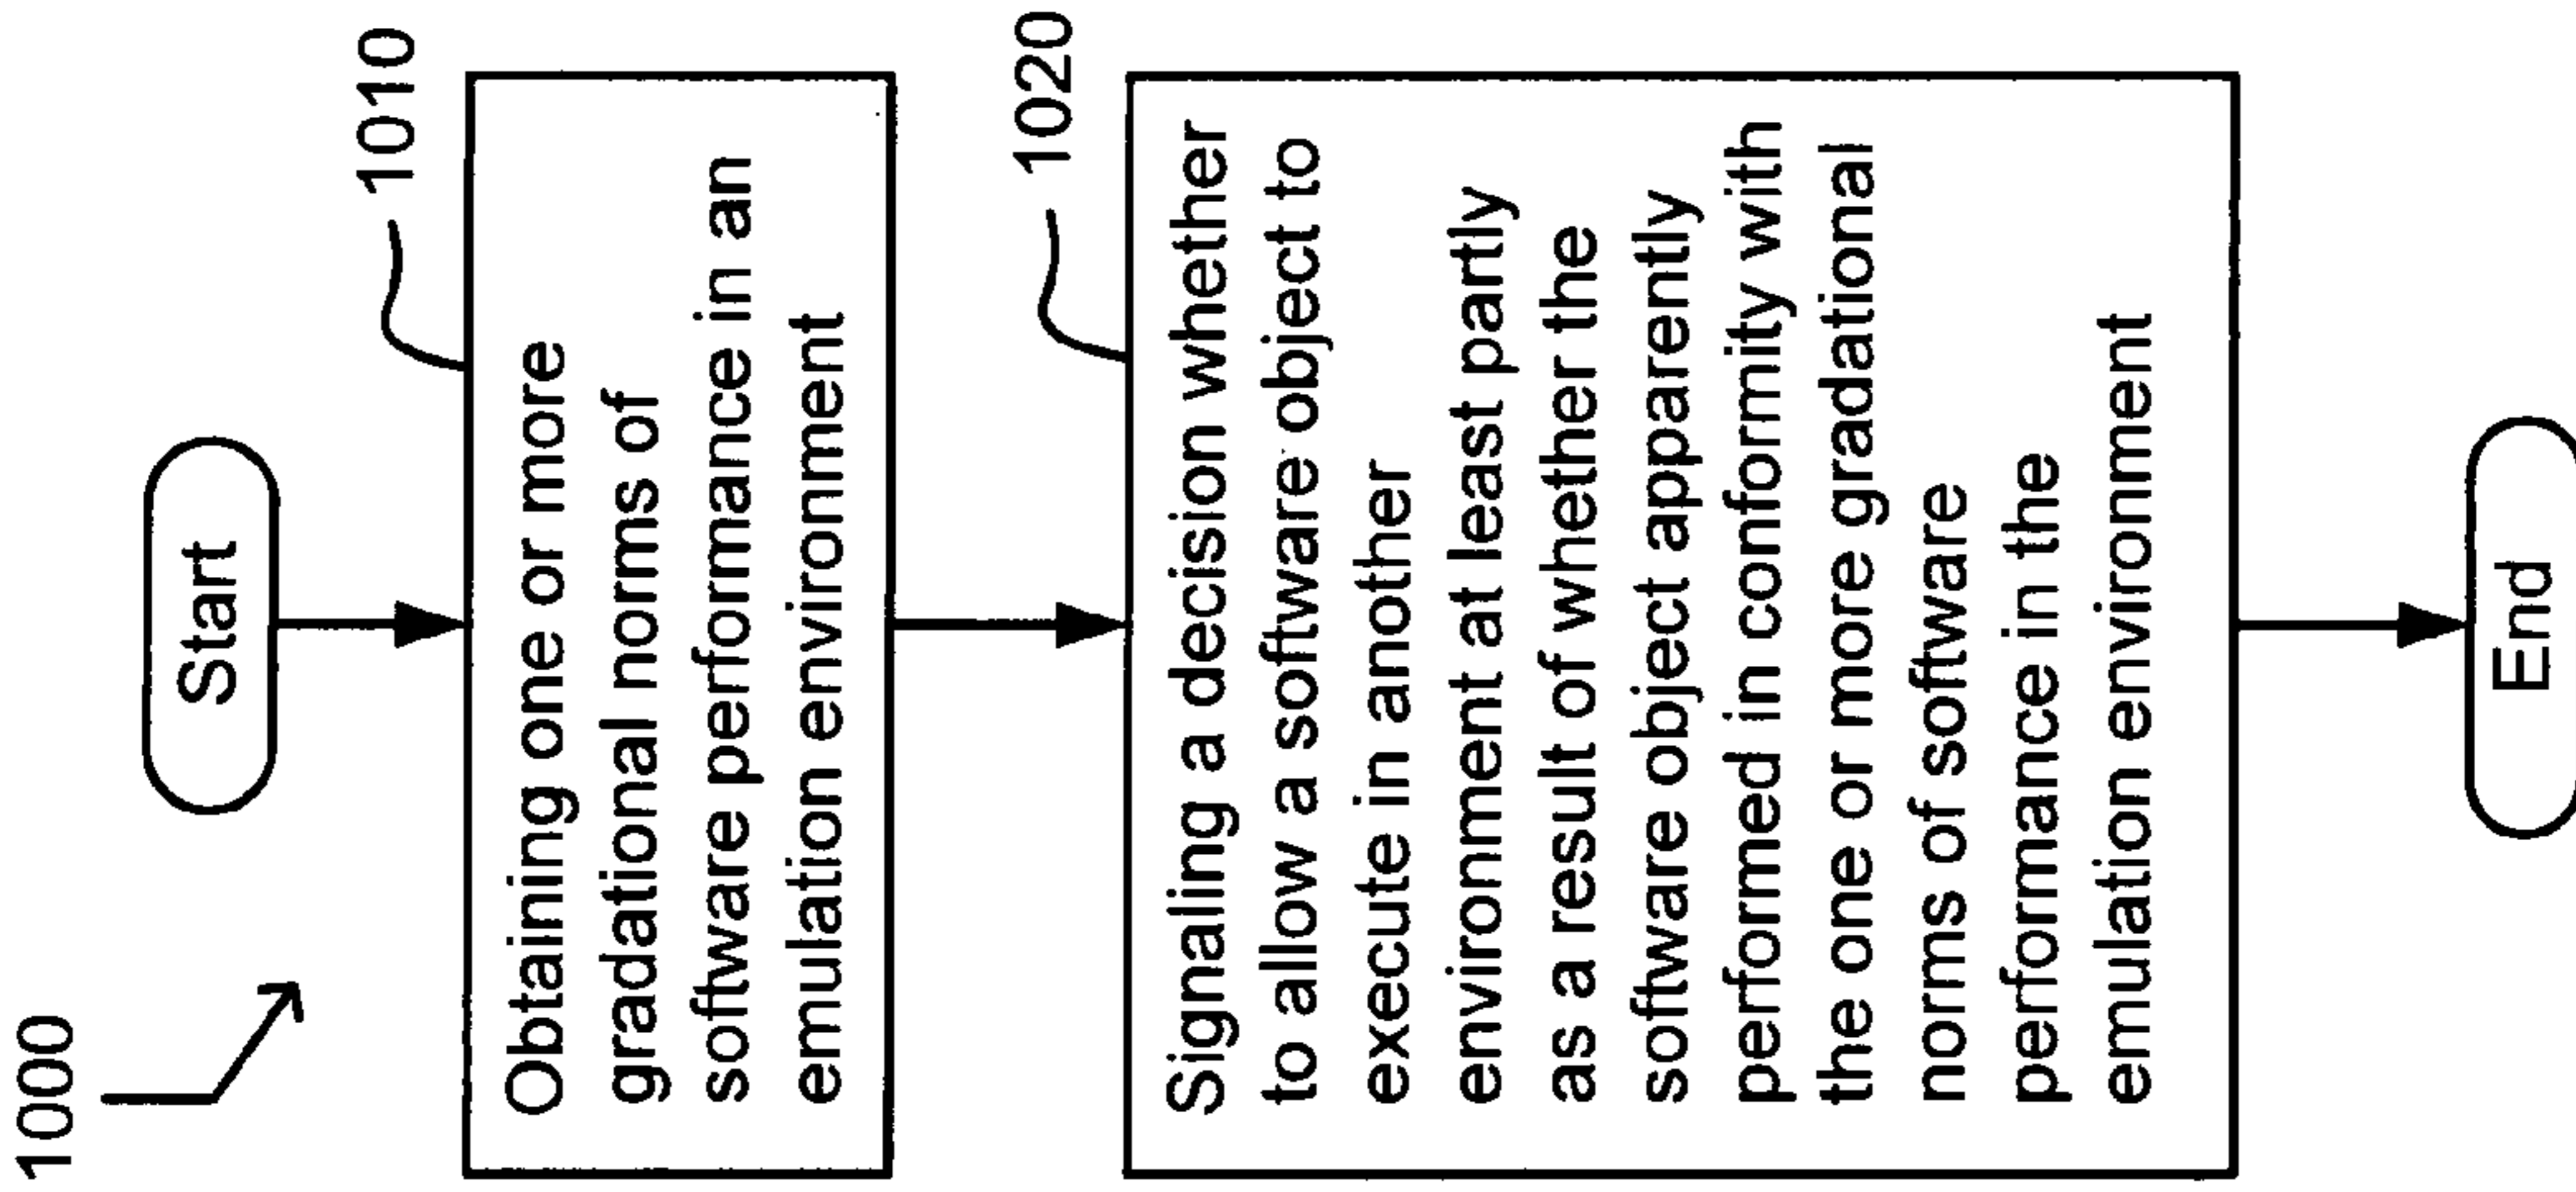 1000
Start
1010
Obtaining one or more
gradational norms of
software performance in an
emulation environment
1020
Signaling a decision whether
to allow a software object to
execute in another
environment at least partly
as a result of whether the
software object apparently
performed in conformity with
the one or more gradational
norms of software
performance in the
emulation environment
End